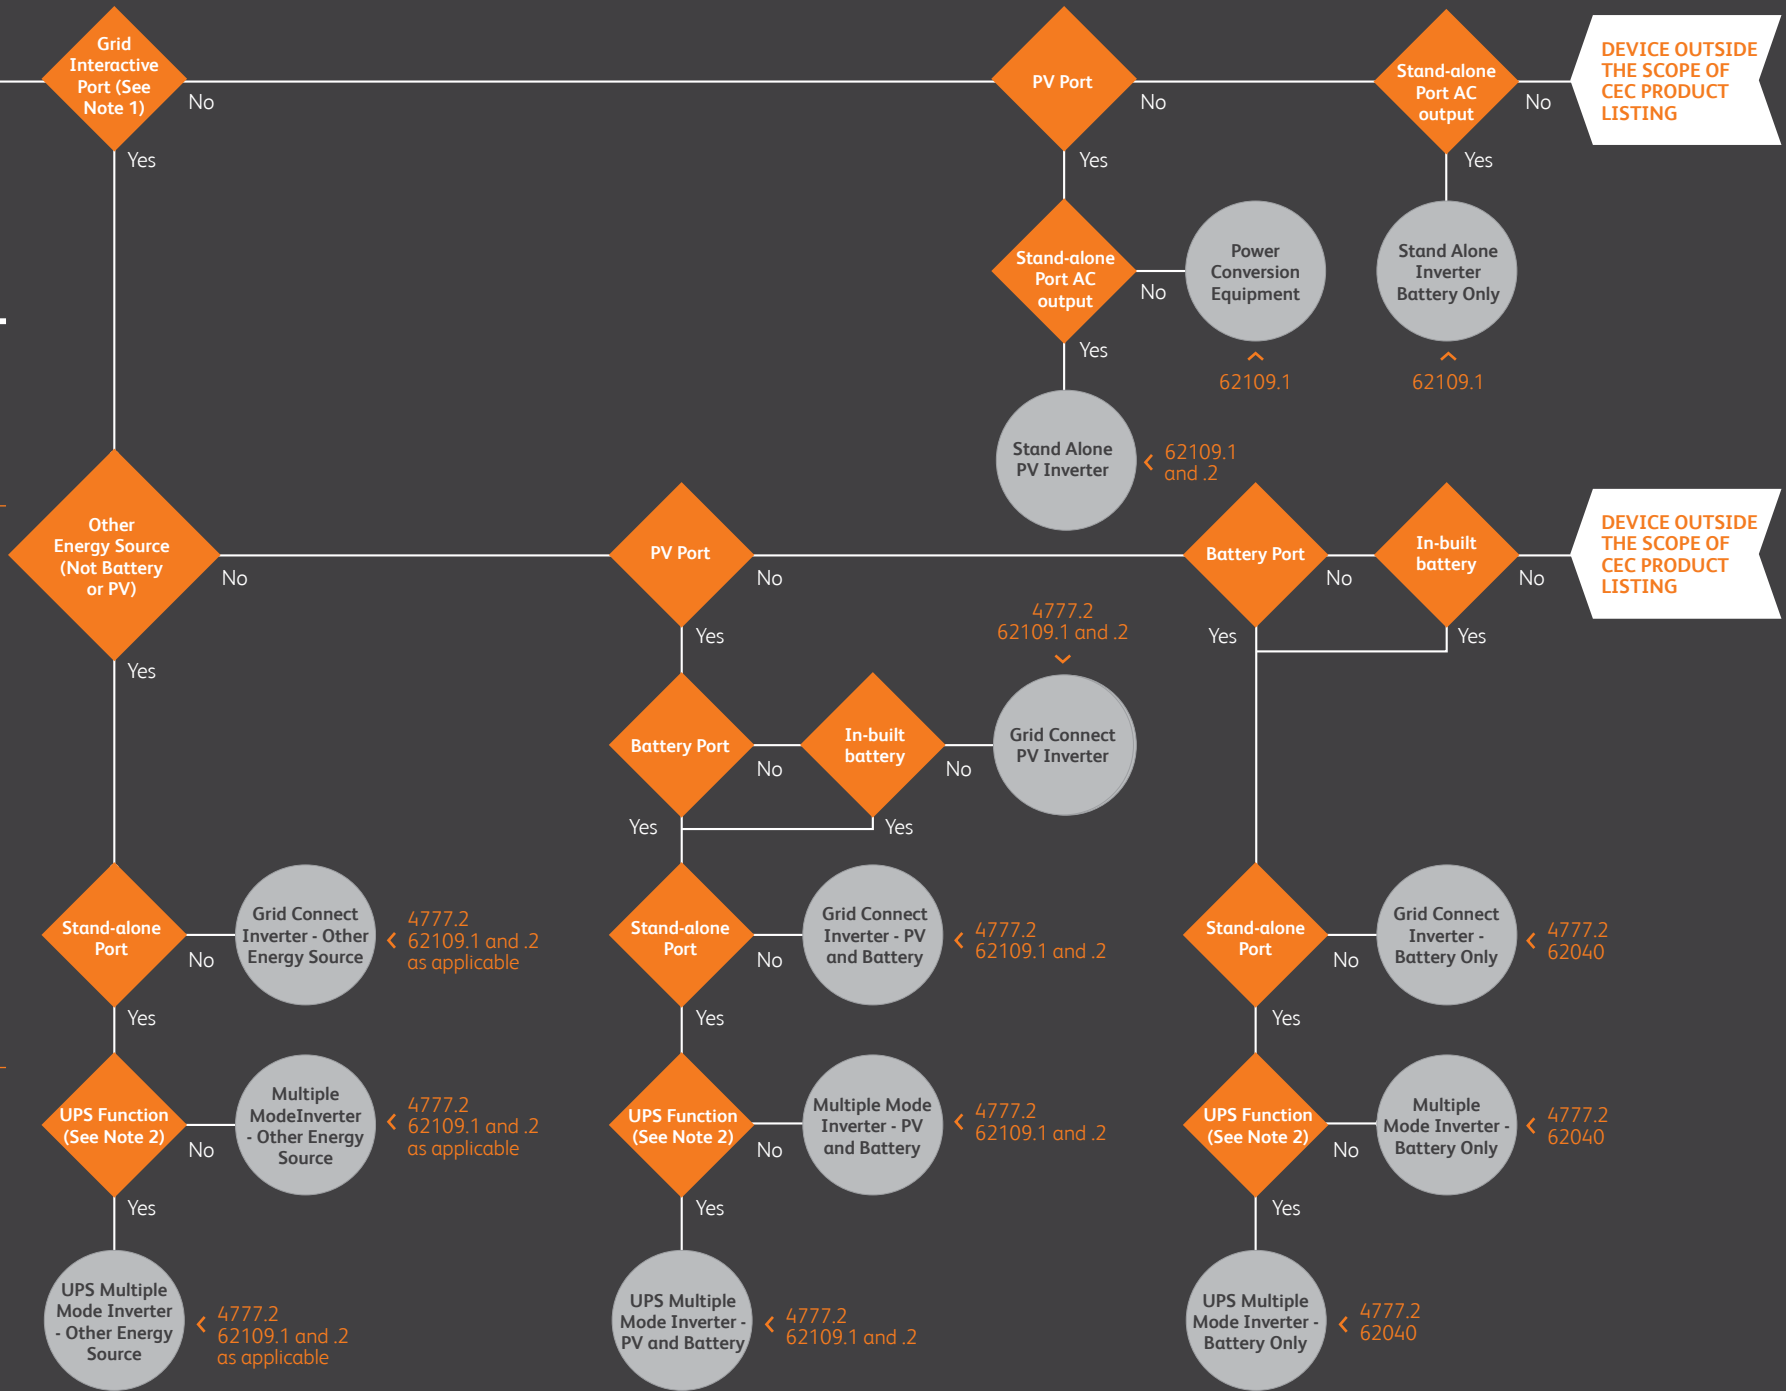 Grid
Interactive
Port (See
Note 1)
No
Yes
PV Port
No
Yes
Stand-alone
Port AC
output
No
Yes
DEVICE OUTSIDE
THE SCOPE OF
CEC PRODUCT
LISTING
Stand-alone
Port AC
output
No
Yes
Power
Conversion
Equipment
62109.1
Stand Alone
Inverter
Battery Only
62109.1
Stand Alone
PV Inverter
62109.1
and .2
Other
Energy Source
(Not Battery
or PV)
No
Yes
PV Port
No
Yes
Battery Port
No
Yes
In-built
battery
No
Yes
DEVICE OUTSIDE
THE SCOPE OF
CEC PRODUCT
LISTING
4777.2
62109.1 and .2
Battery Port
No
Yes
In-built
battery
No
Yes
Grid Connect
PV Inverter
Stand-alone
Port
No
Yes
Grid Connect
Inverter - Other
Energy Source
4777.2
62109.1 and .2
as applicable
Stand-alone
Port
No
Yes
Grid Connect
Inverter - PV
and Battery
4777.2
62109.1 and .2
Stand-alone
Port
No
Yes
Grid Connect
Inverter -
Battery Only
4777.2
62040
UPS Function
(See Note 2)
No
Yes
Multiple
ModeInverter
- Other Energy
Source
4777.2
62109.1 and .2
as applicable
UPS Function
(See Note 2)
No
Yes
Multiple Mode
Inverter - PV
and Battery
4777.2
62109.1 and .2
UPS Function
(See Note 2)
No
Yes
Multiple
Mode Inverter -
Battery Only
4777.2
62040
UPS Multiple
Mode Inverter
- Other Energy
Source
4777.2
62109.1 and .2
as applicable
UPS Multiple
Mode Inverter -
PV and Battery
4777.2
62109.1 and .2
UPS Multiple
Mode Inverter -
Battery Only
4777.2
62040